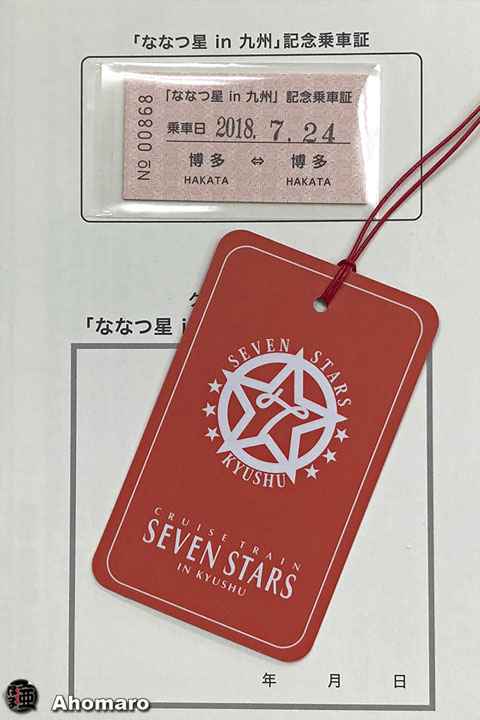 「ななつ星 in 九州」記念乗車証
「ななつ星 in 九州」記念乗車証
乗車日 2018. 7. 24
博多 ⇔ 博多
HAKATA HAKATA
No 00868
「ななつ星 i
SEVEN STARS
KYUSHU
CRUISE TRAIN
SEVEN STARS
IN KYUSHU
年 月 日
Ahomaro